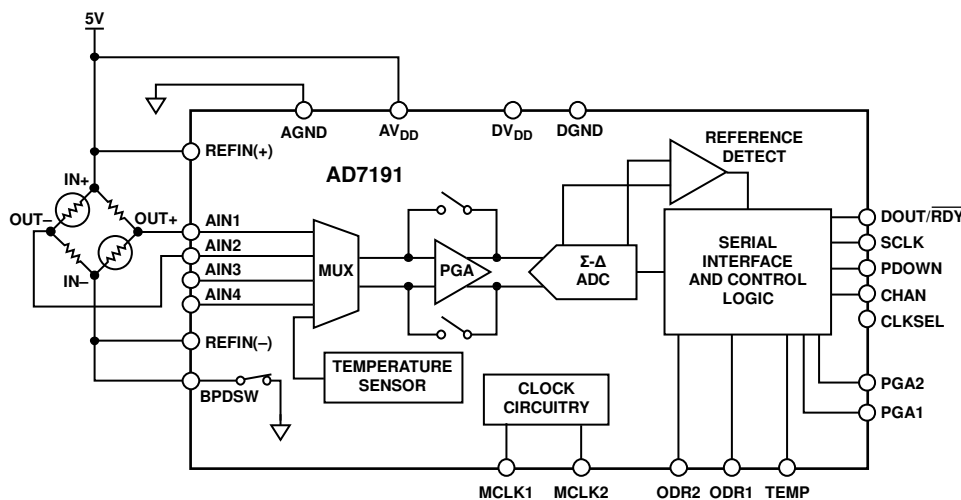 5V
AGND
AVDD
DVDD
DGND
REFERENCE
DETECT
REFIN(+)
AD7191
IN+
OUT–
OUT+
IN–
AIN1
AIN2
AIN3
AIN4
MUX
PGA
Σ-Δ
ADC
SERIAL
INTERFACE
AND CONTROL
LOGIC
DOUT/RDY
SCLK
PDOWN
CHAN
CLKSEL
REFIN(–)
BPDSW
TEMPERATURE
SENSOR
CLOCK
CIRCUITRY
PGA2
PGA1
MCLK1
MCLK2
ODR2
ODR1
TEMP